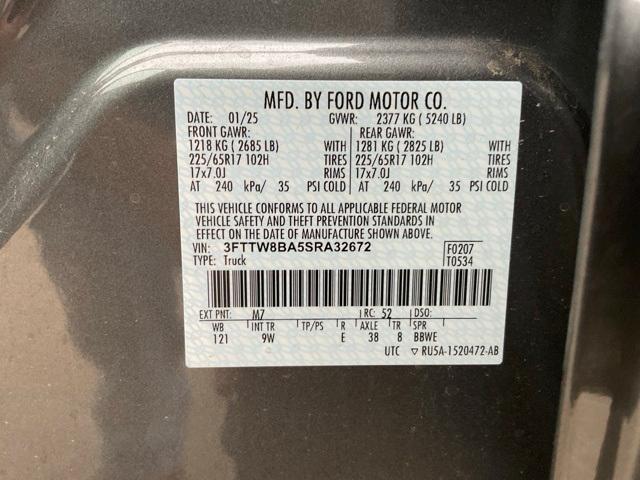 MFD. BY FORD MOTOR CO.
DATE: 01/25 GVWR: 2377 KG ( 5240 LB)
FRONT GAWR: REAR GAWR:
1218 KG ( 2685 LB) WITH 1281 KG ( 2825 LB) WITH
225/65R17 102H TIRES 225/65R17 102H TIRES
17x7.0J RIMS 17x7.0J RIMS
AT 240 kPa/ 35 PSI COLD AT 240 kPa/ 35 PSI COLD
THIS VEHICLE CONFORMS TO ALL APPLICABLE FEDERAL MOTOR
VEHICLE SAFETY AND THEFT PREVENTION STANDARDS IN
EFFECT ON THE DATE OF MANUFACTURE SHOWN ABOVE.
VIN: 3FTTW8BA5SRA32672 F0207
TYPE: Truck T0534
EXT PNT: M7 RC: 52 DSO:
WB INT TR TP/PS R AXLE TR SPR
121 9W E 38 8 BBWE
UTC ▽ RU5A-1520472-AB